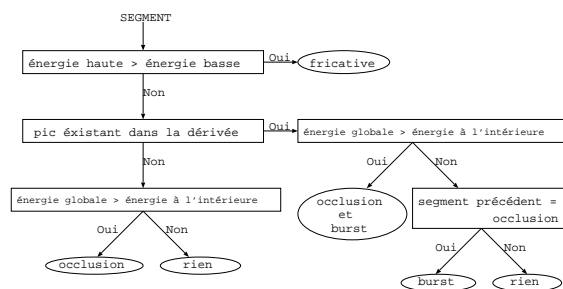 SEGMENT
énergie haute > énergie basse
Oui
fricative
Non
pic éxistant dans la dérivée
Oui
énergie globale > énergie à l'intérieure
Non
Oui
Non
énergie globale > énergie à l'intérieure
occlusion
et
burst
segment précédent =
occlusion
Oui
Non
Oui
Non
occlusion
rien
burst
rien